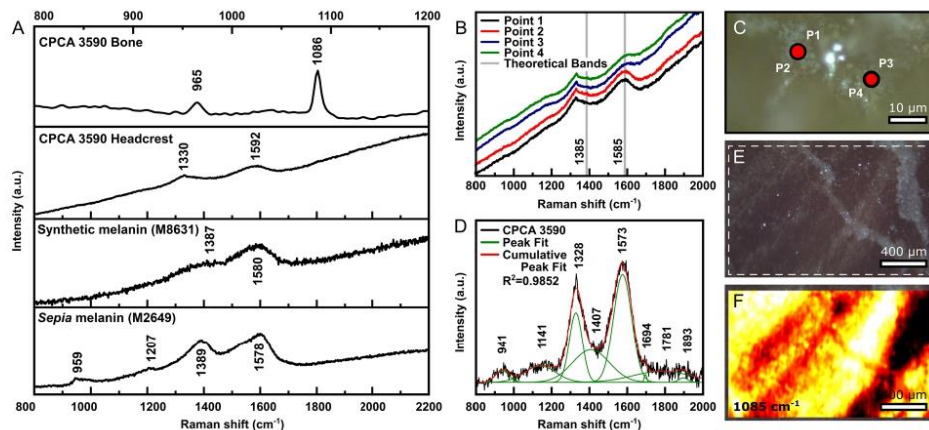 A
800 900 1000 1100 1200
CPCA 3590 Bone
965
1086
CPCA 3590 Headcrest
1330
1592
Synthetic melanin (M8631)
1387
1580
Sepia melanin (M2649)
959
1207
1389
1578
Intensity (a.u.)
800 1000 1200 1400 1600 1800 2000 2200
Raman shift (cm⁻¹)
B
Point 1
Point 2
Point 3
Point 4
Theoretical Bands
1385
1585
Intensity (a.u.)
800 1000 1200 1400 1600 1800 2000
Raman shift (cm⁻¹)
C
P1
P2
P3
P4
10 µm
D
CPCA 3590
Peak Fit
Cumulative
Peak Fit
R²=0.9852
941
1141
1328
1407
1573
1694
1781
1893
Intensity (a.u.)
800 1000 1200 1400 1600 1800 2000
Raman shift (cm⁻¹)
E
400 µm
F
1085 cm⁻¹
µm